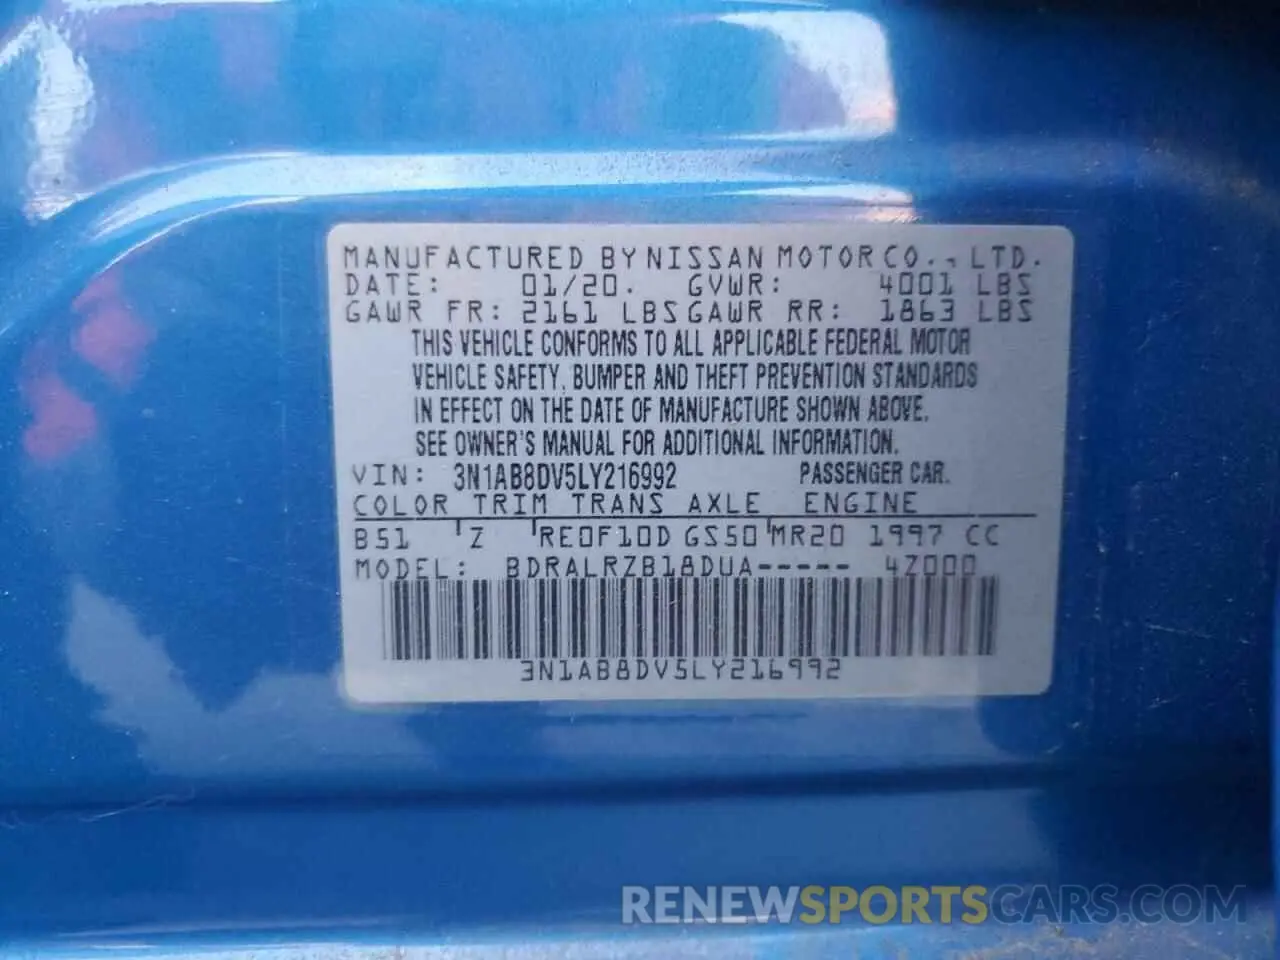 MANUFACTURED BY NISSAN MOTOR CO., LTD.
DATE: 01/20. GVWR: 4001 LBS
GAWR FR: 2161 LBS GAWR RR: 1863 LBS
THIS VEHICLE CONFORMS TO ALL APPLICABLE FEDERAL MOTOR
VEHICLE SAFETY, BUMPER AND THEFT PREVENTION STANDARDS
IN EFFECT ON THE DATE OF MANUFACTURE SHOWN ABOVE.
SEE OWNER'S MANUAL FOR ADDITIONAL INFORMATION.
VIN: 3N1AB8DV5LY216992 PASSENGER CAR.
COLOR TRIM TRANS AXLE ENGINE
B51 Z RE0F10D GS50 MR20 1997 CC
MODEL: BDRALRZB18DUA----- 4Z000
3N1AB8DV5LY216992
RENEWSPORTSCARS.COM